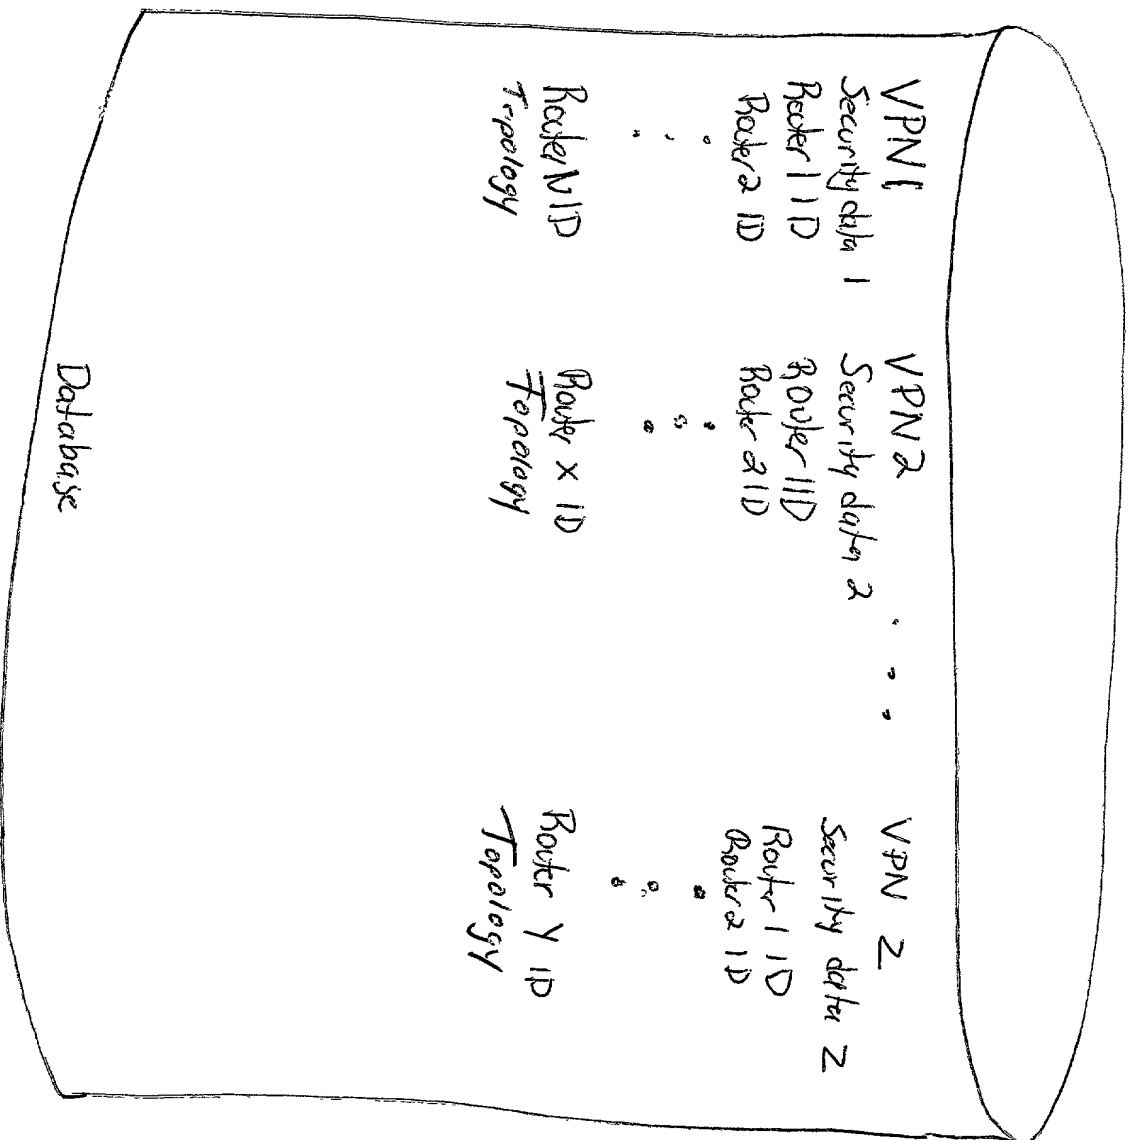 VPN1
Security data 1
Router 1 ID
Router 2 ID
Router N ID
Topology
VPN 2
Security data 2
Router 1 ID
Router 2 ID
Router X ID
Topology
VPN Z
Security data Z
Router 1 ID
Router 2 ID
Router Y ID
Topology
Database